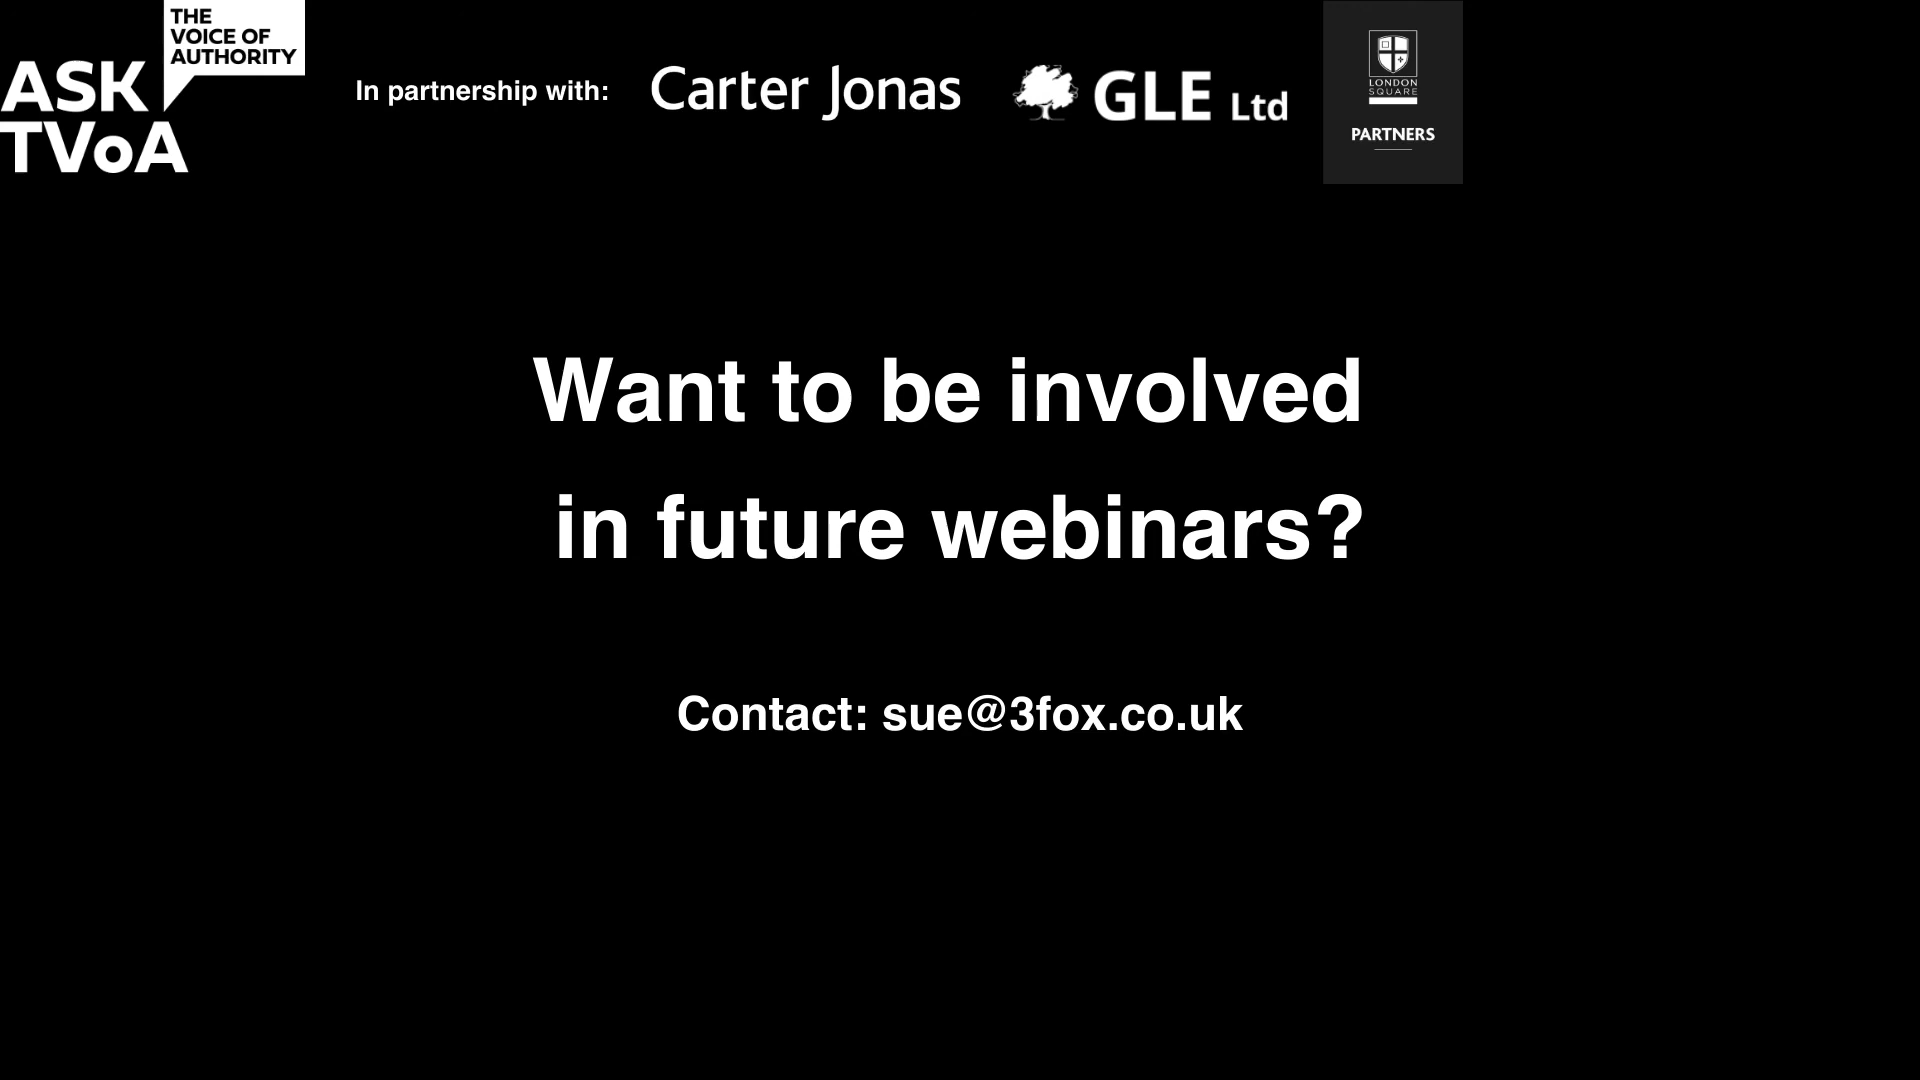 THE
VOICE OF
AUTHORITY
ASK
TVoA
In partnership with:
Carter Jonas
GLE Ltd
LONDON
SQUARE
PARTNERS
Want to be involved
in future webinars?
Contact: sue@3fox.co.uk